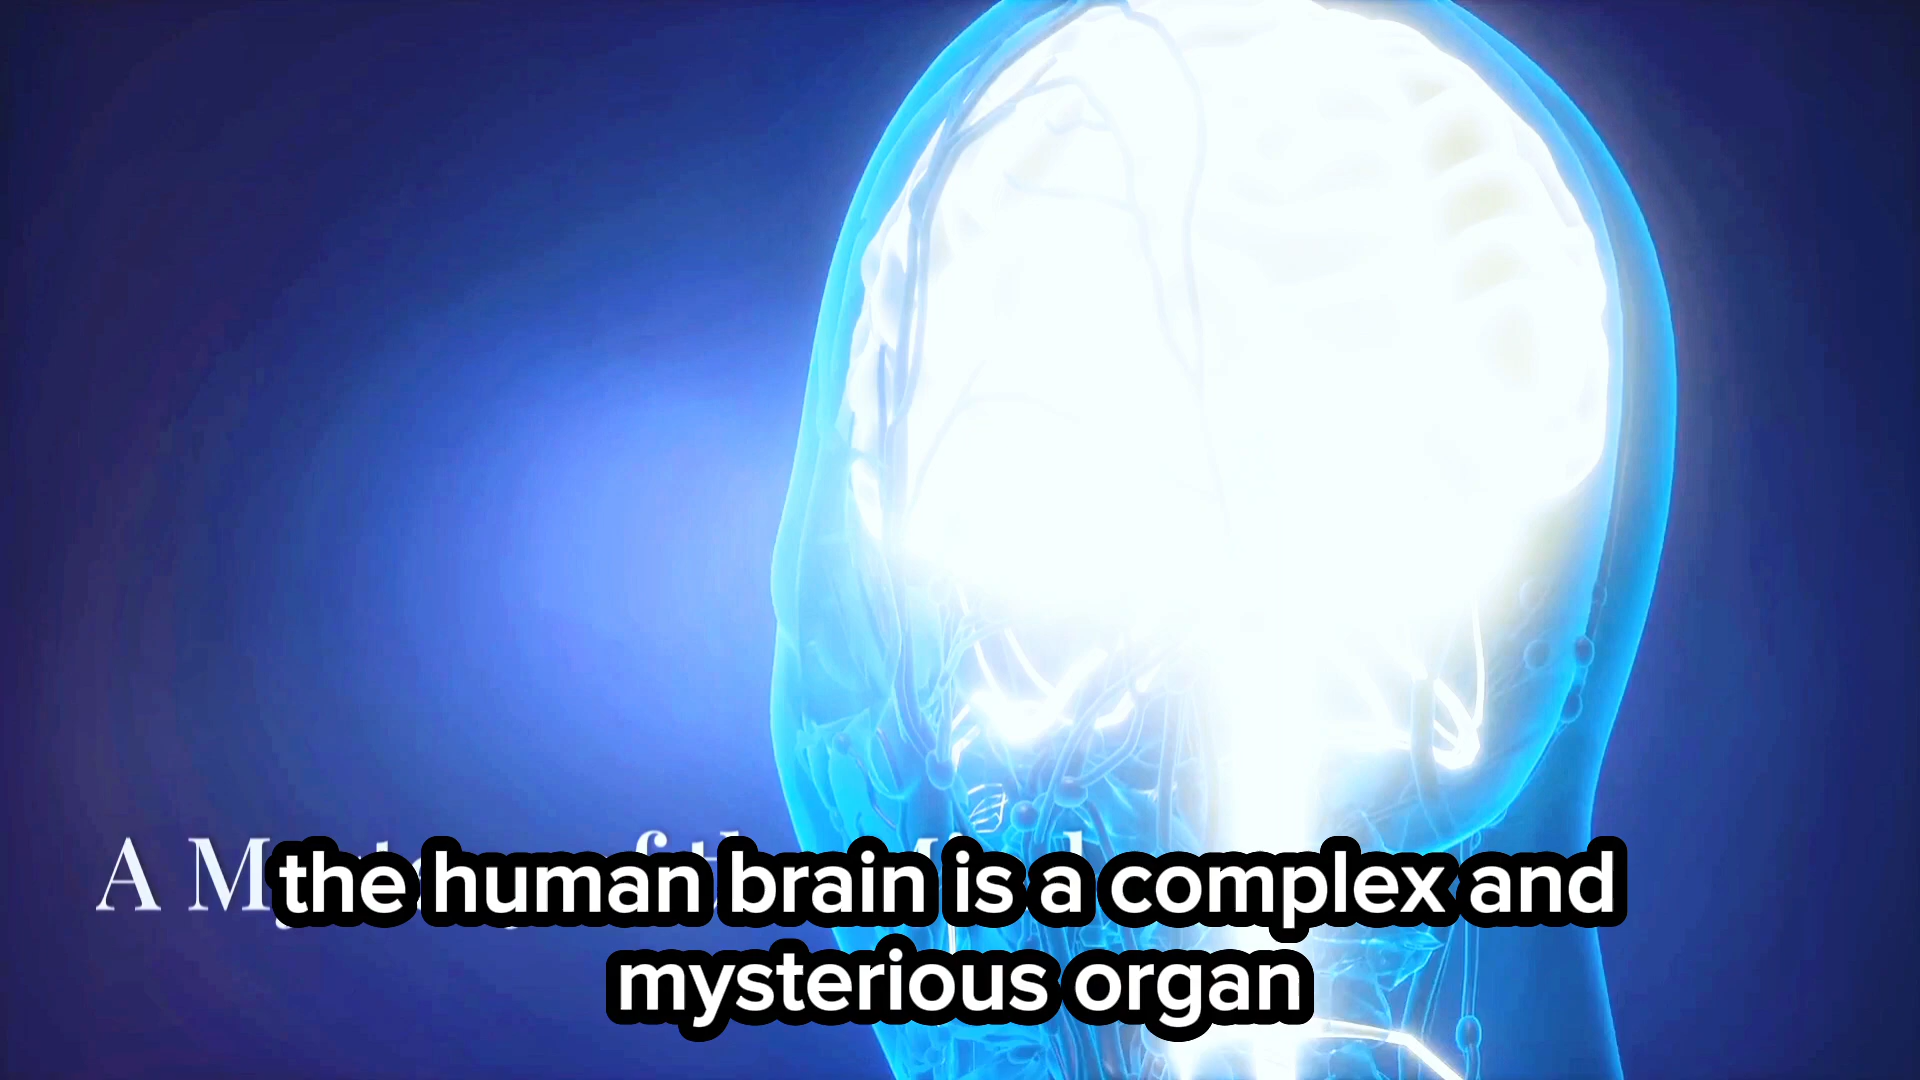 A M
the human brain is a complex and
mysterious organ